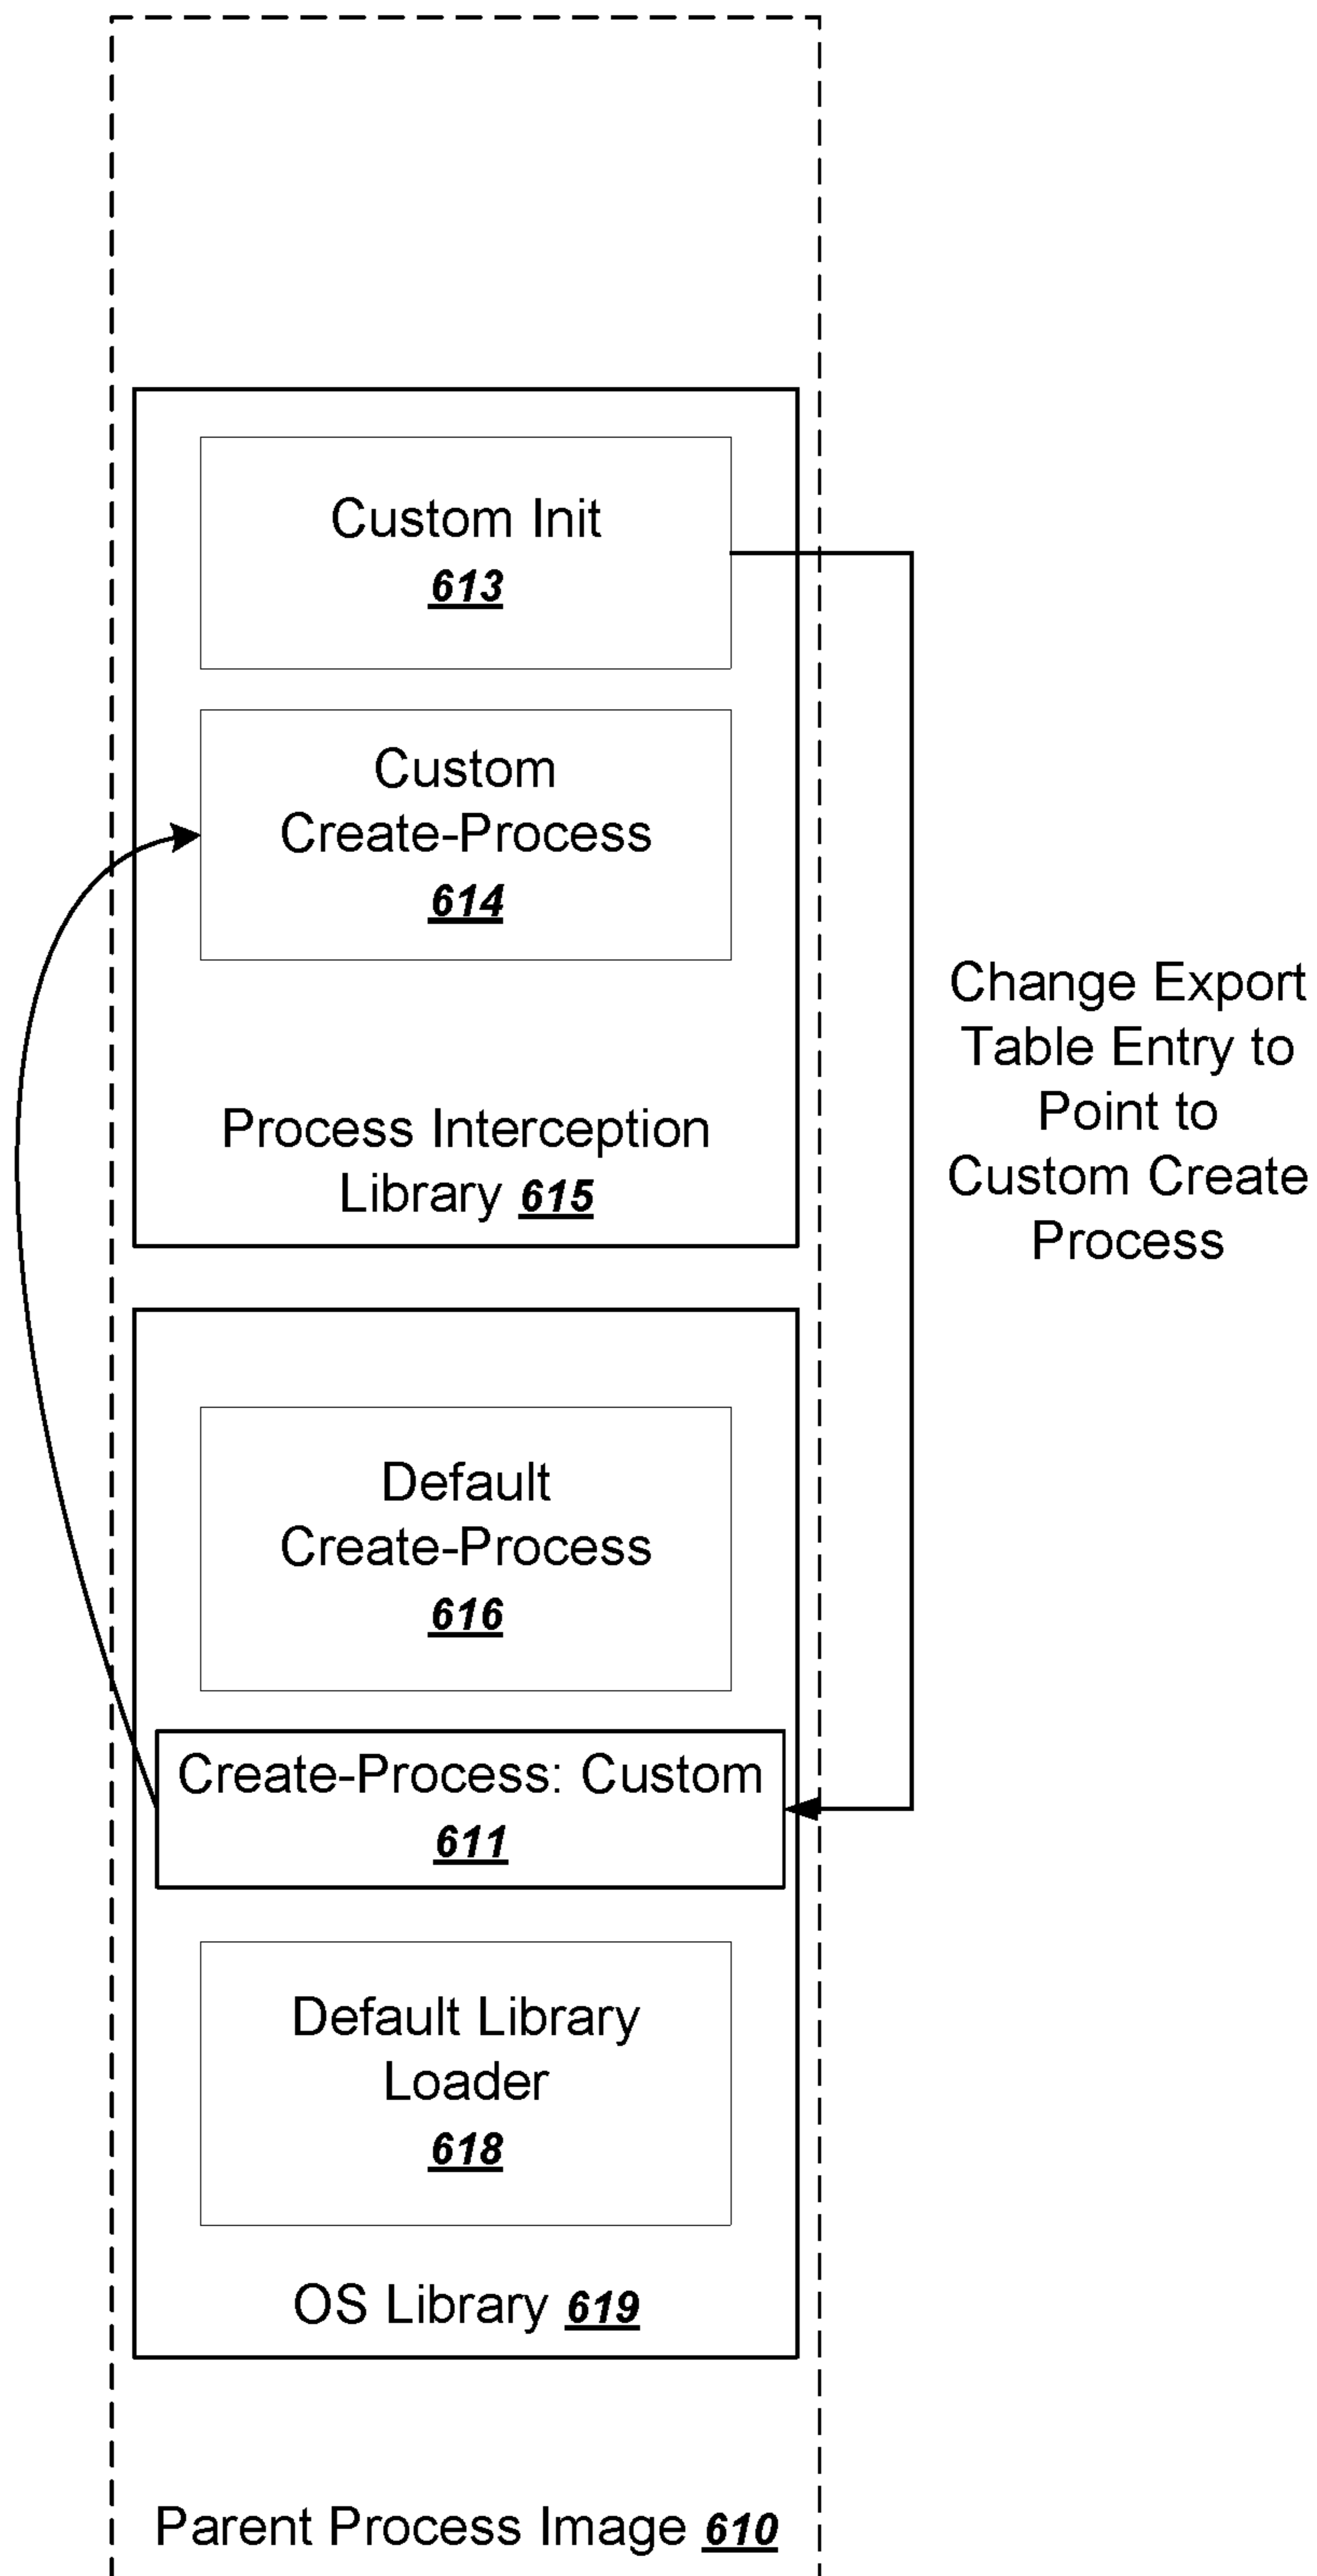 Custom Init
613
Custom
Create-Process
614
Process Interception
Library 615
Change Export
Table Entry to
Point to
Custom Create
Process
Default
Create-Process
616
Create-Process: Custom
611
Default Library
Loader
618
OS Library 619
Parent Process Image 610